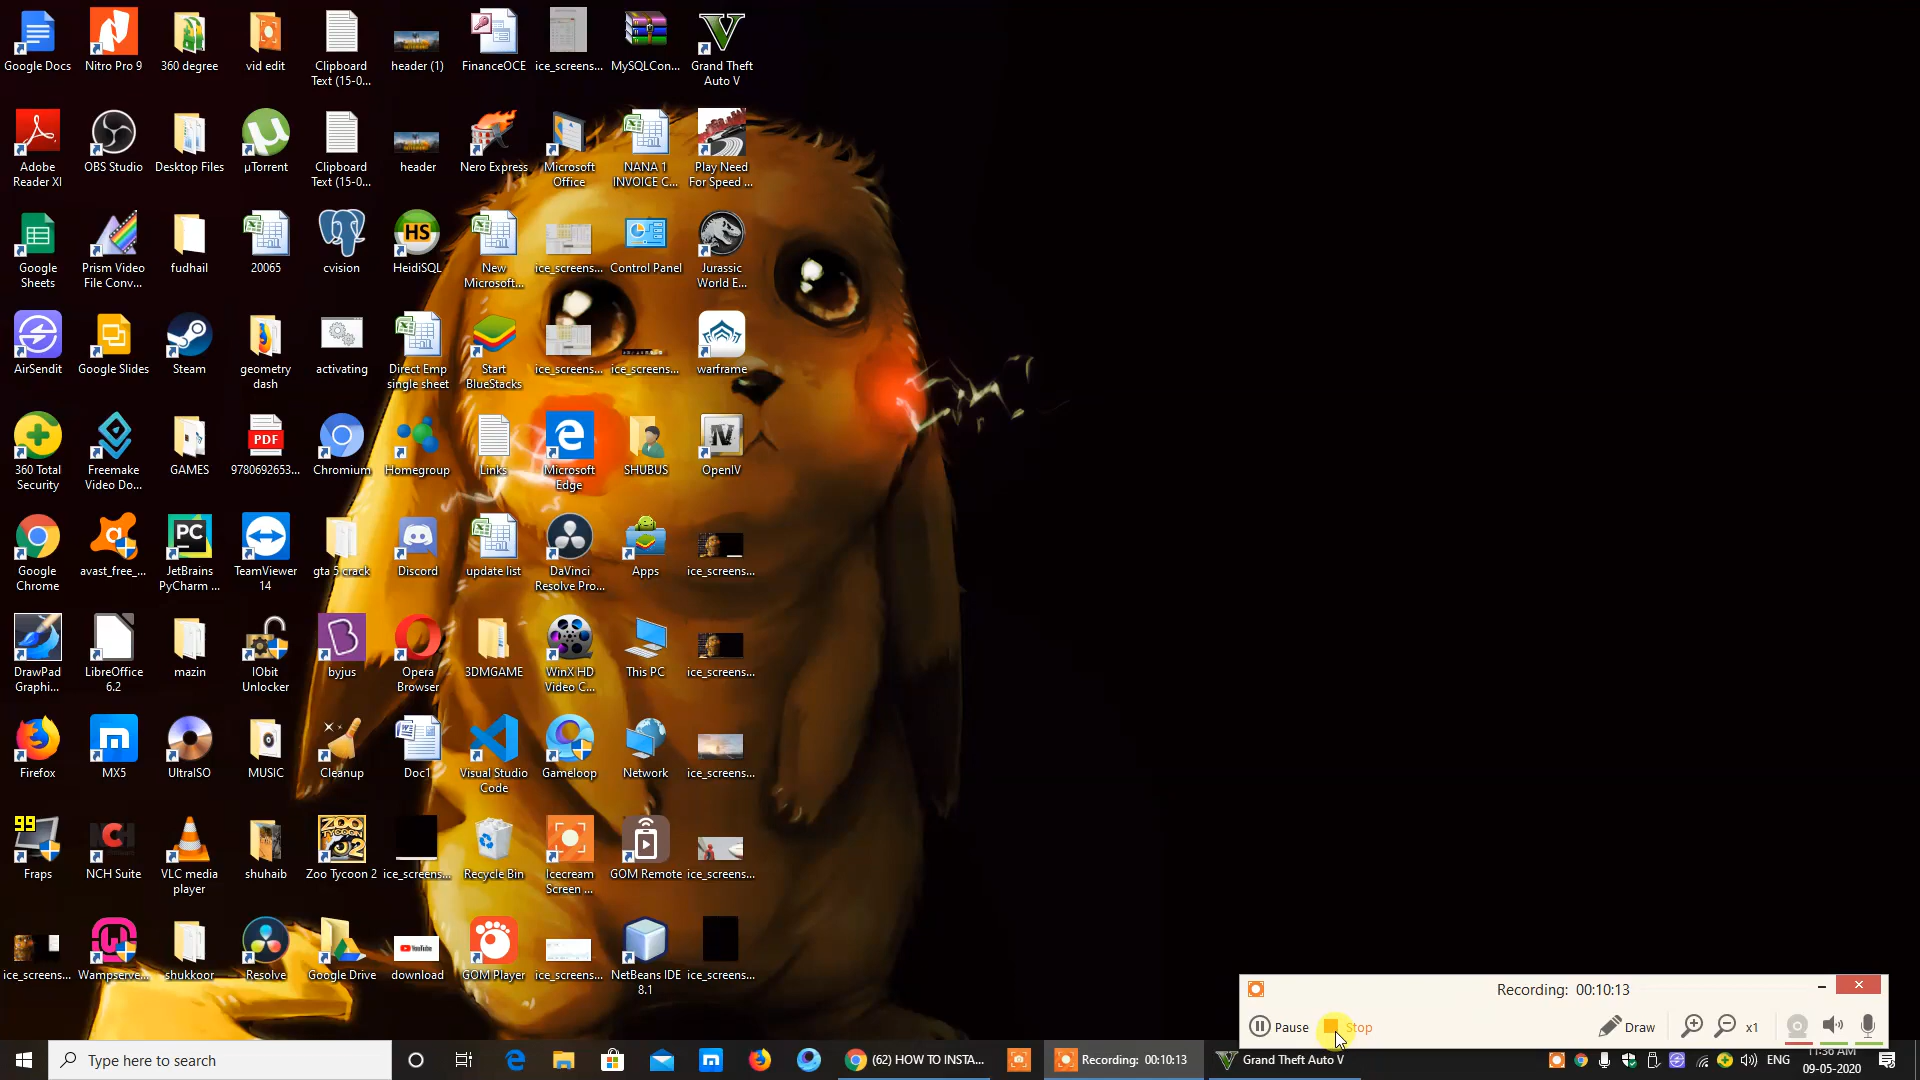 Google Docs
Nitro Pro 9
360 degree
vid edit
Clipboard
Text (15-0...
header (1)
FinanceOCE
ice_screens...
MySQLCon...
Grand Theft
Auto V
Adobe
Reader XI
OBS Studio
Desktop Files
µTorrent
Clipboard
Text (15-0...
header
Nero Express
Microsoft
Office
NANA 1
INVOICE C...
Play Need
For Speed ...
Google
Sheets
Prism Video
File Conv...
fudhail
20065
cvision
HS
HeidiSQL
New
Microsoft...
ice_screens...
Control Panel
Jurassic
World E...
AirSendit
Google Slides
Steam
geometry
dash
activating
Direct Emp
single sheet
Start
BlueStacks
ice_screens...
ice_screens...
warframe
360 Total
Security
Freemake
Video Do...
GAMES
PDF
9780692653...
Chromium
Homegroup
Links
Microsoft
Edge
SHUBUS
OpenIV
Google
Chrome
avast_free_...
PC
JetBrains
PyCharm ...
TeamViewer
14
gta 5 crack
Discord
update list
DaVinci
Resolve Pro...
Apps
ice_screens...
DrawPad
Graphi...
LibreOffice
6.2
mazin
IObit
Unlocker
byjus
Opera
Browser
3DMGAME
WinX HD
Video C...
This PC
ice_screens...
Firefox
MX5
UltraISO
MUSIC
Cleanup
Doc1
Visual Studio
Code
Gameloop
Network
ice_screens...
99
Fraps
NCH
NCH Suite
VLC media
player
shuhaib
ZOO
TYCOON
2
Zoo Tycoon 2
ice_screens...
Recycle Bin
Icecream
Screen ...
GOM Remote
ice_screens...
ice_screens...
Wampserve...
shukkoor
Resolve
Google Drive
YouTube
download
GOM Player
ice_screens...
NetBeans IDE
8.1
ice_screens...
Recording: 00:10:13
Pause
Stop
Draw
x1
Type here to search
(62) HOW TO INSTA...
Recording: 00:10:13
Grand Theft Auto V
ENG
11:56 AM
09-05-2020